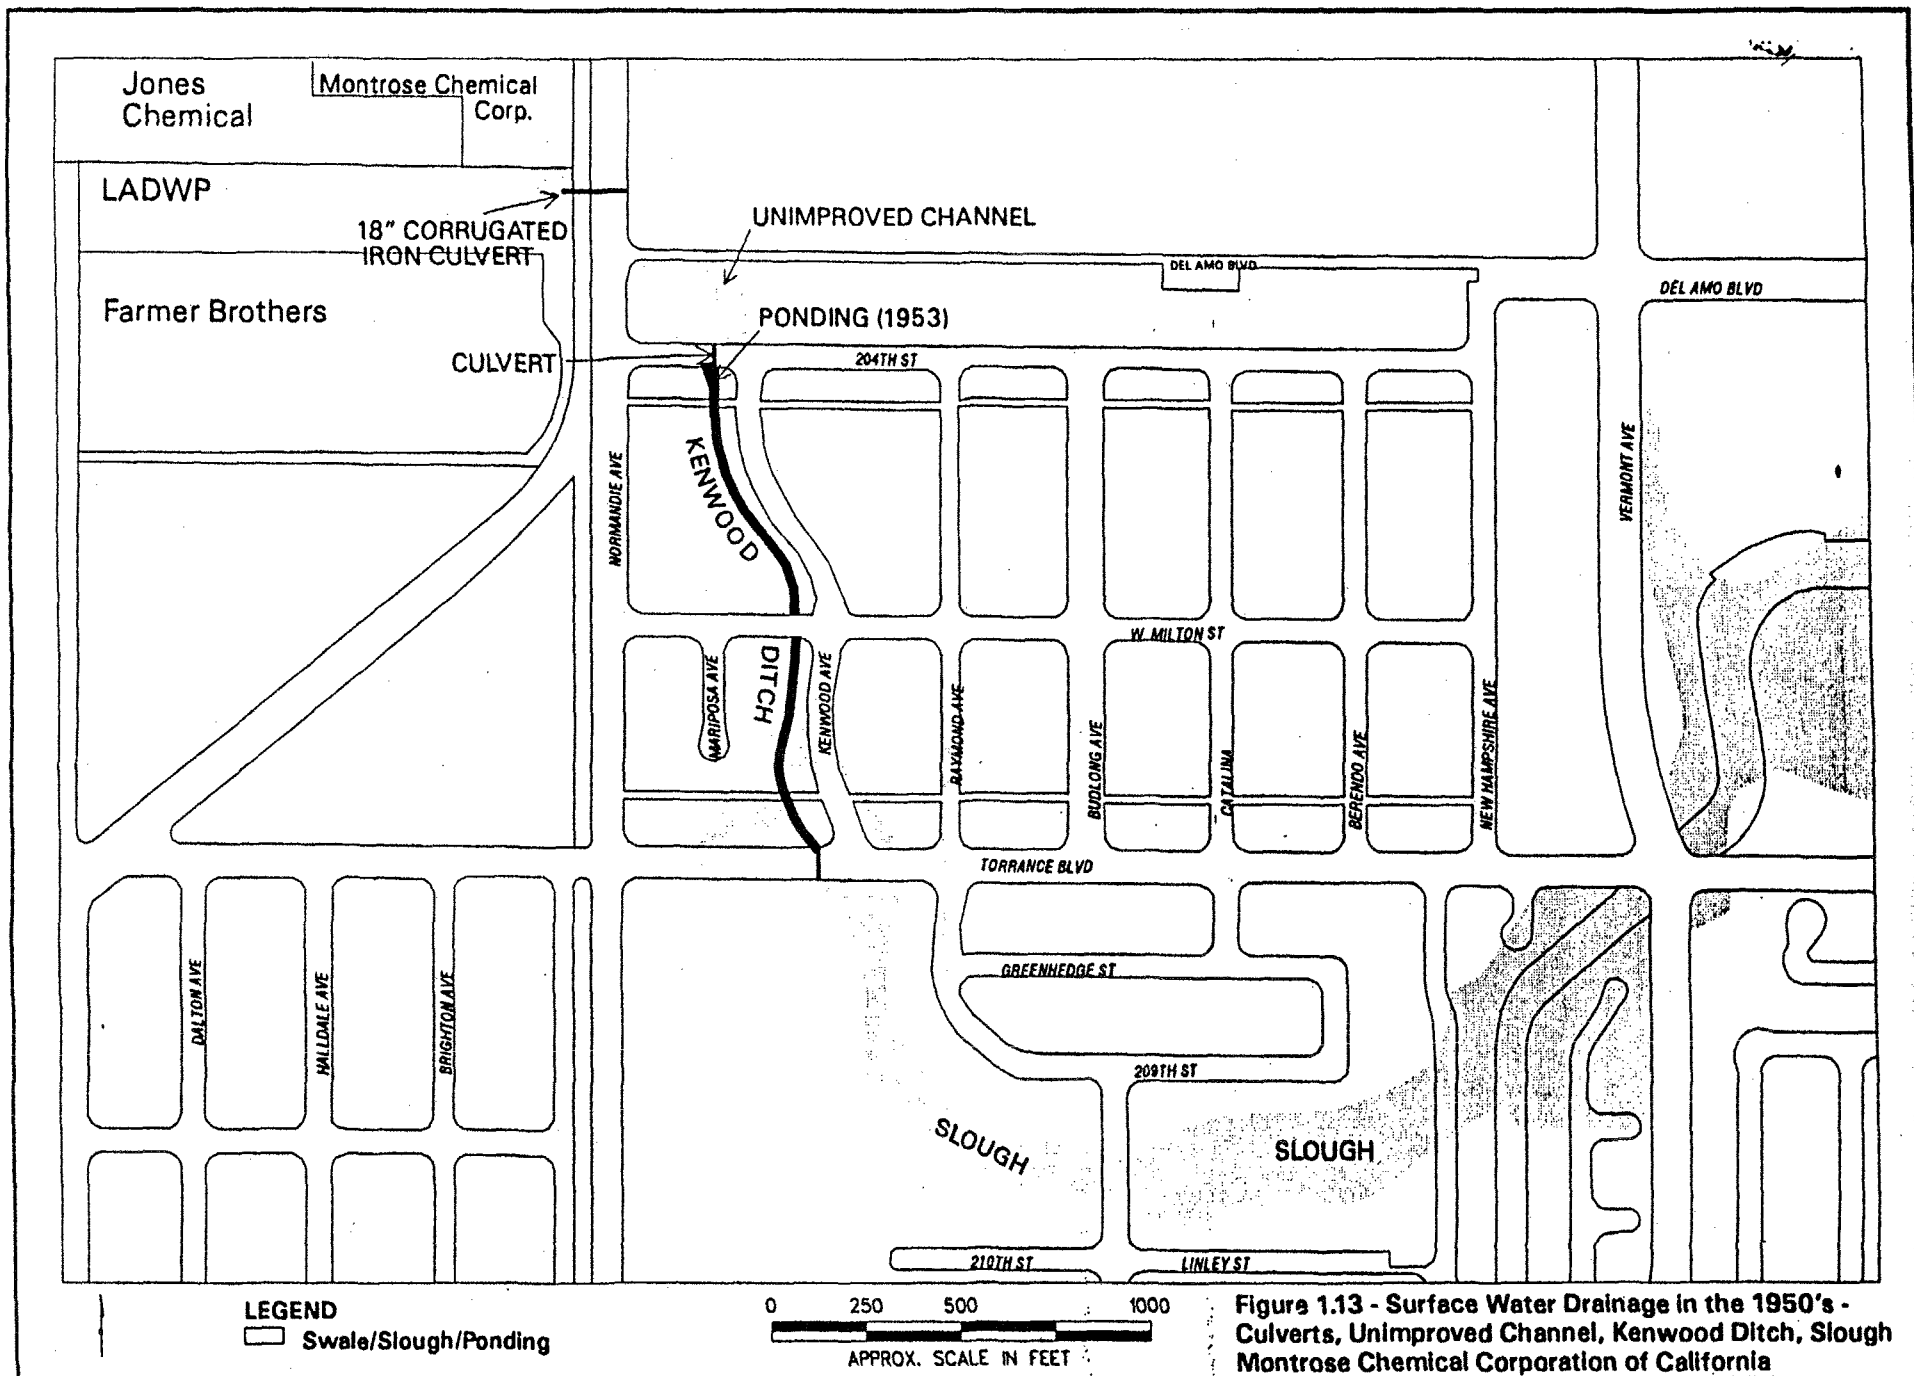 Jones
Chemical
Montrose Chemical
Corp.
LADWP
18" CORRUGATED
IRON CULVERT
UNIMPROVED CHANNEL
DEL AMO BLVD
DEL AMO BLVD
Farmer Brothers
PONDING (1953)
CULVERT
204TH ST
KENWOOD
DITCH
NORMANDIE AVE
VERMONT AVE
W. MILTON ST
MARIPOSA AVE
KENWOOD AVE
RAYMOND AVE
BUDLONG AVE
CATALINA
BERENDO AVE
NEW HAMPSHIRE AVE
TORRANCE BLVD
DALTON AVE
HALLDALE AVE
BRIGHTON AVE
GREENHEDGE ST
209TH ST
SLOUGH
SLOUGH
210TH ST
LINLEY ST
LEGEND
Swale/Slough/Ponding
0 250 500 1000
APPROX. SCALE IN FEET
Figure 1.13 - Surface Water Drainage in the 1950's -
Culverts, Unimproved Channel, Kenwood Ditch, Slough
Montrose Chemical Corporation of California